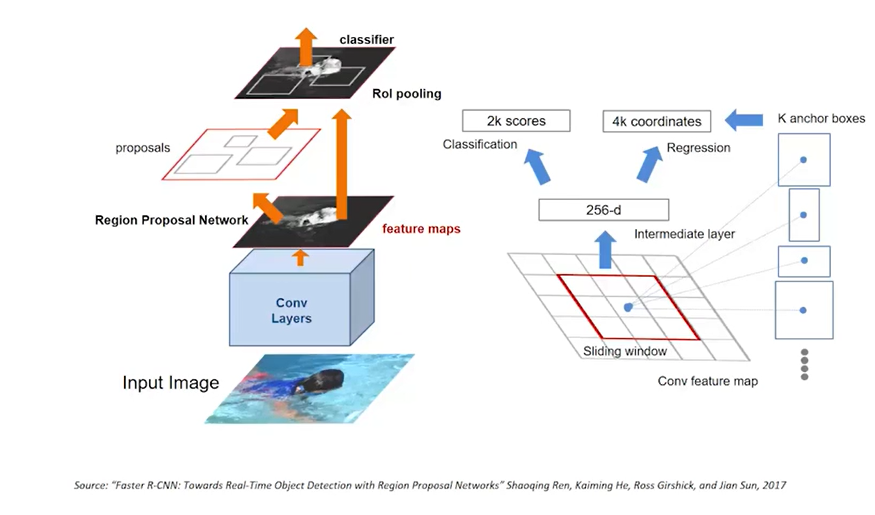 classifier
RoI pooling
proposals
Region Proposal Network
feature maps
Conv
Layers
Input Image
2k scores
4k coordinates
K anchor boxes
Classification
Regression
256-d
Intermediate layer
Sliding window
Conv feature map
Source: "Faster R-CNN: Towards Real-Time Object Detection with Region Proposal Networks" Shaoqing Ren, Kaiming He, Ross Girshick, and Jian Sun, 2017